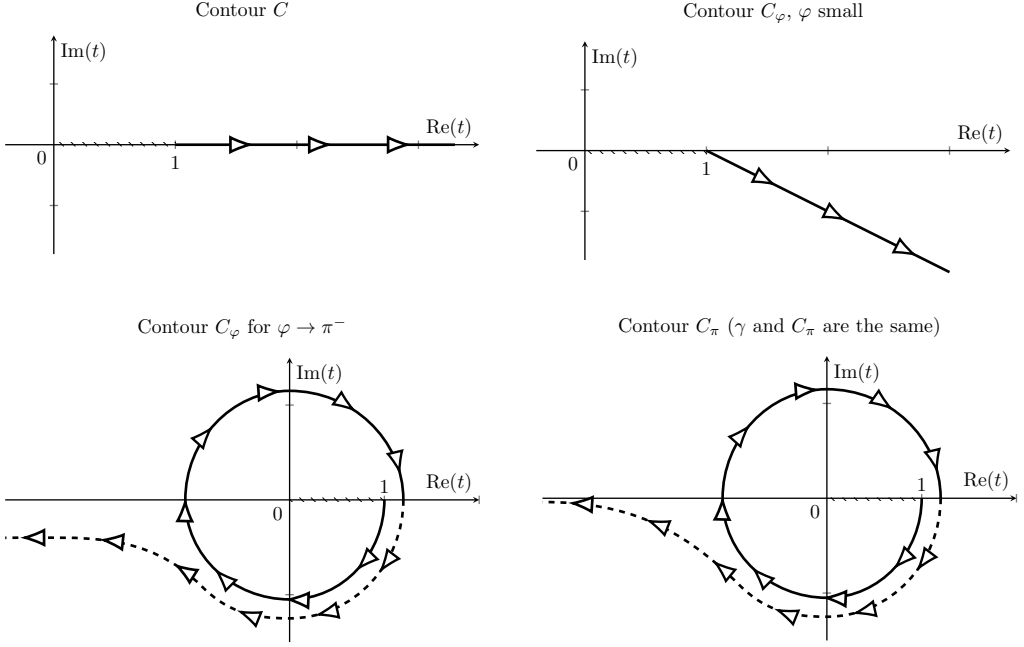 Contour C
Im(t)
Re(t)
0
1
Contour C_φ, φ small
Im(t)
Re(t)
0
1
Contour C_φ for φ → π⁻
Im(t)
Re(t)
1
0
Contour C_π (γ and C_π are the same)
Im(t)
Re(t)
1
0